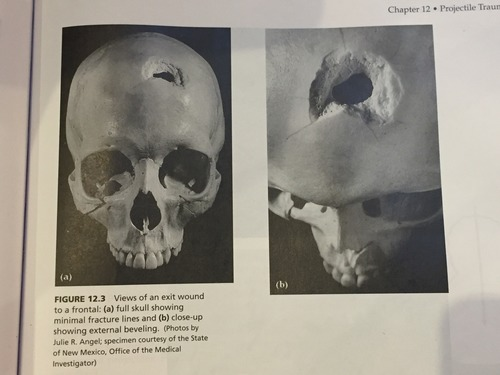 Chapter 12 • Projectile
(a)
(b)
FIGURE 12.3 Views of an exit wound
to a frontal: (a) full skull showing
minimal fracture lines and (b) close-up
showing external beveling. (Photos by
Julie R. Angel; specimen courtesy of the State
of New Mexico, Office of the Medical
Investigator)